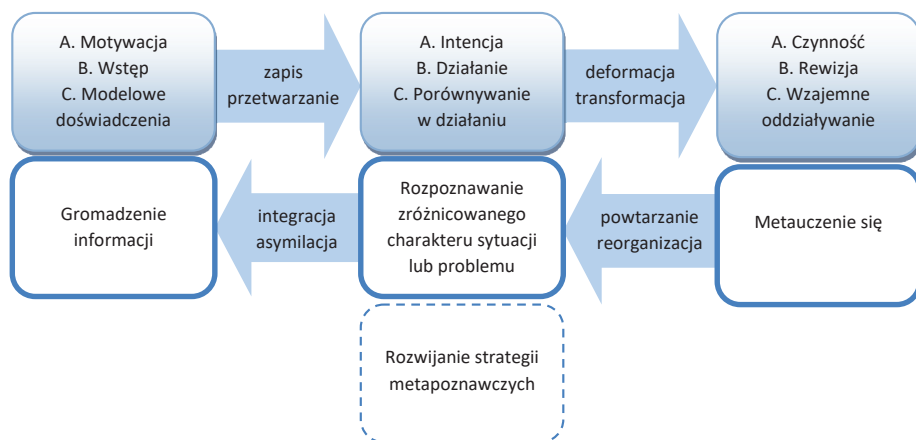 A. Motywacja
B. Wstęp
C. Modelowe
doświadczenia
zapis
przetwarzanie
A. Intencja
B. Działanie
C. Porównywanie
w działaniu
deformacja
transformacja
A. Czynność
B. Rewizja
C. Wzajemne
oddziaływanie
Gromadzenie
informacji
integracja
asymilacja
Rozpoznawanie
zróżnicowanego
charakteru sytuacji
lub problemu
powtarzanie
reorganizacja
Metauczenie się
Rozwijanie strategii
metapoznawczych